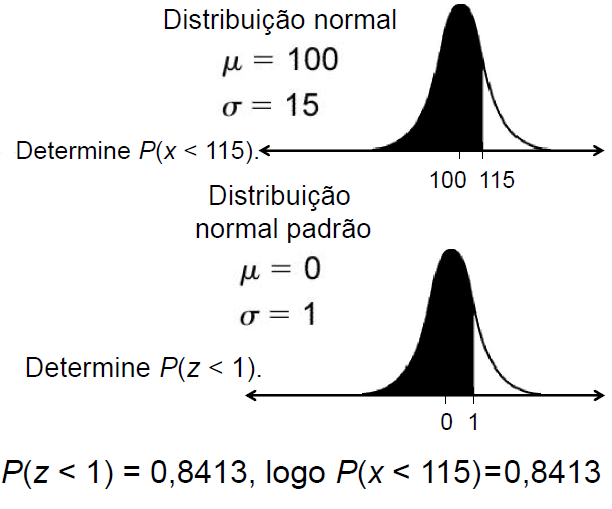 Distribuição normal
μ = 100
σ = 15
Determine P(x < 115).
100 115
Distribuição
normal padrão
μ = 0
σ = 1
Determine P(z < 1).
0 1
P(z < 1) = 0,8413, logo P(x < 115)=0,8413